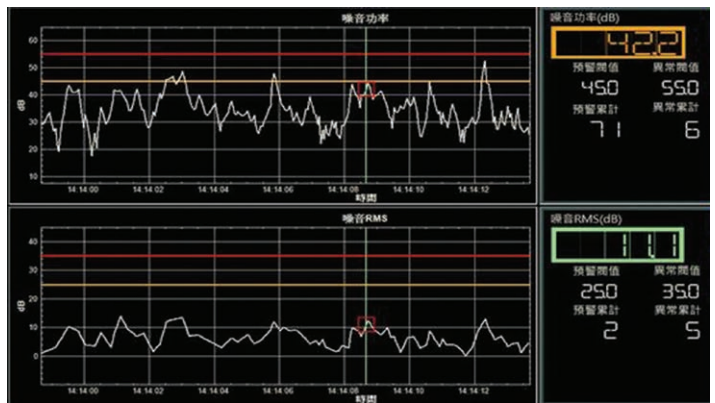 噪音功率
60
50
40
30
20
10
dB
14:14:00
14:14:02
14:14:04
14:14:06
14:14:08
14:14:10
14:14:12
時間
噪音功率(dB)
42.2
預警閥值 異常閥值
45.0 55.0
預警累計 異常累計
71 6
噪音RMS
40
30
20
10
0
dB
14:14:00
14:14:02
14:14:04
14:14:06
14:14:08
14:14:10
14:14:12
時間
噪音RMS(dB)
11.1
預警閥值 異常閥值
25.0 35.0
預警累計 異常累計
2 5